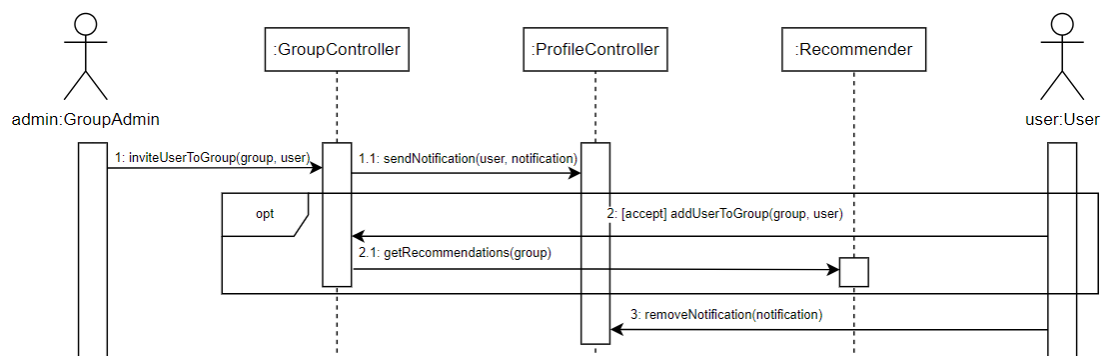 :GroupController
:ProfileController
:Recommender
admin:GroupAdmin
user:User
1: inviteUserToGroup(group, user)
1.1: sendNotification(user, notification)
opt
2: [accept] addUserToGroup(group, user)
2.1: getRecommendations(group)
3: removeNotification(notification)